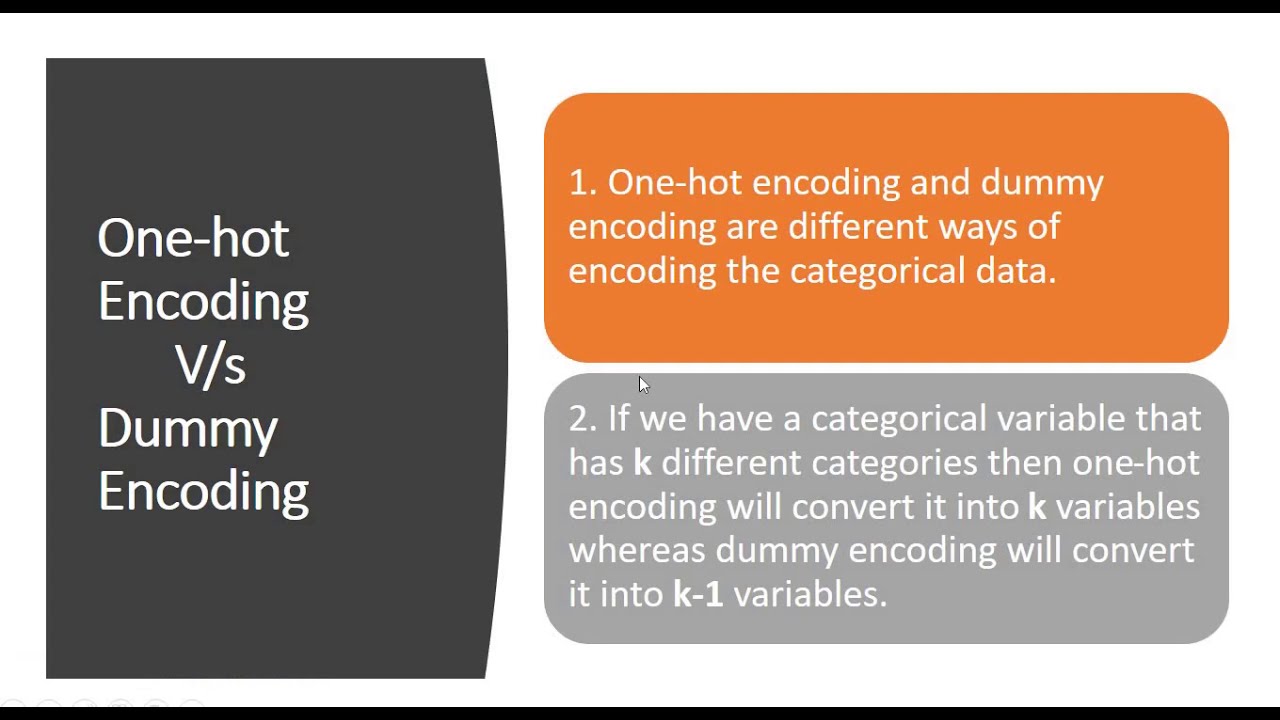 One-hot
Encoding
V/s
Dummy
Encoding
1. One-hot encoding and dummy
encoding are different ways of
encoding the categorical data.
2. If we have a categorical variable that
has k different categories then one-hot
encoding will convert it into k variables
whereas dummy encoding will convert
it into k-1 variables.